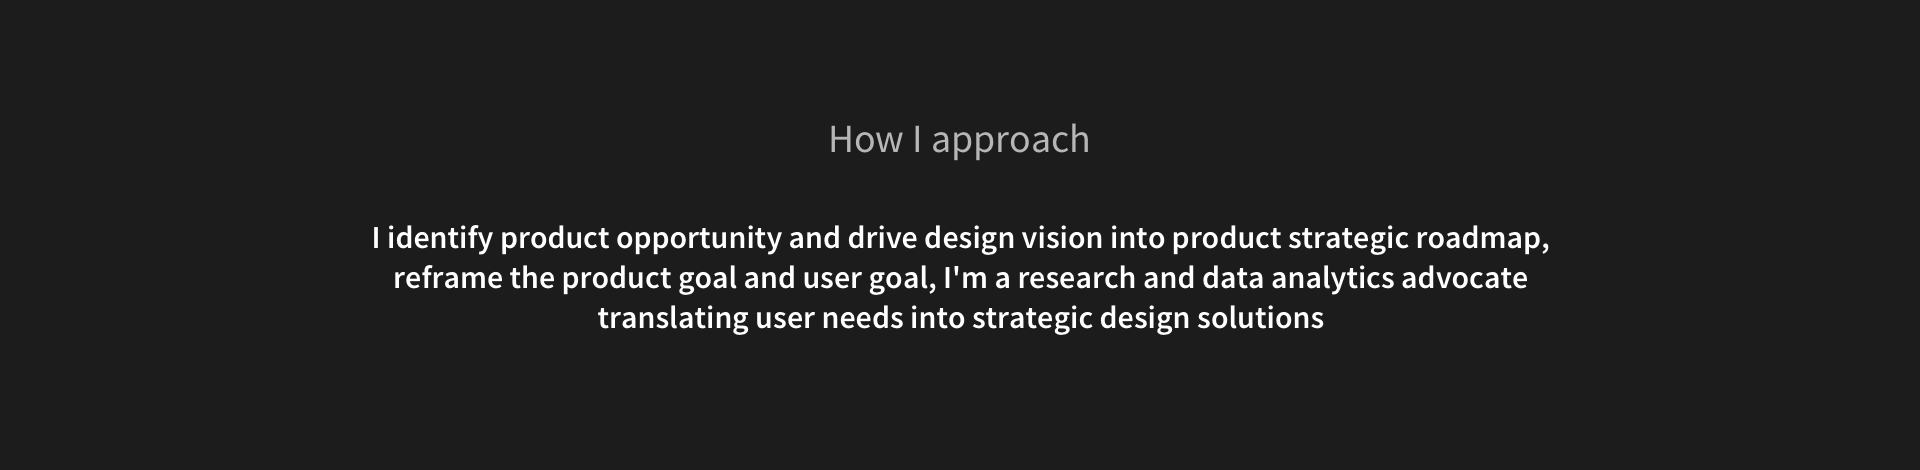 How I approach
I identify product opportunity and drive design vision into product strategic roadmap,
reframe the product goal and user goal, I'm a research and data analytics advocate
translating user needs into strategic design solutions